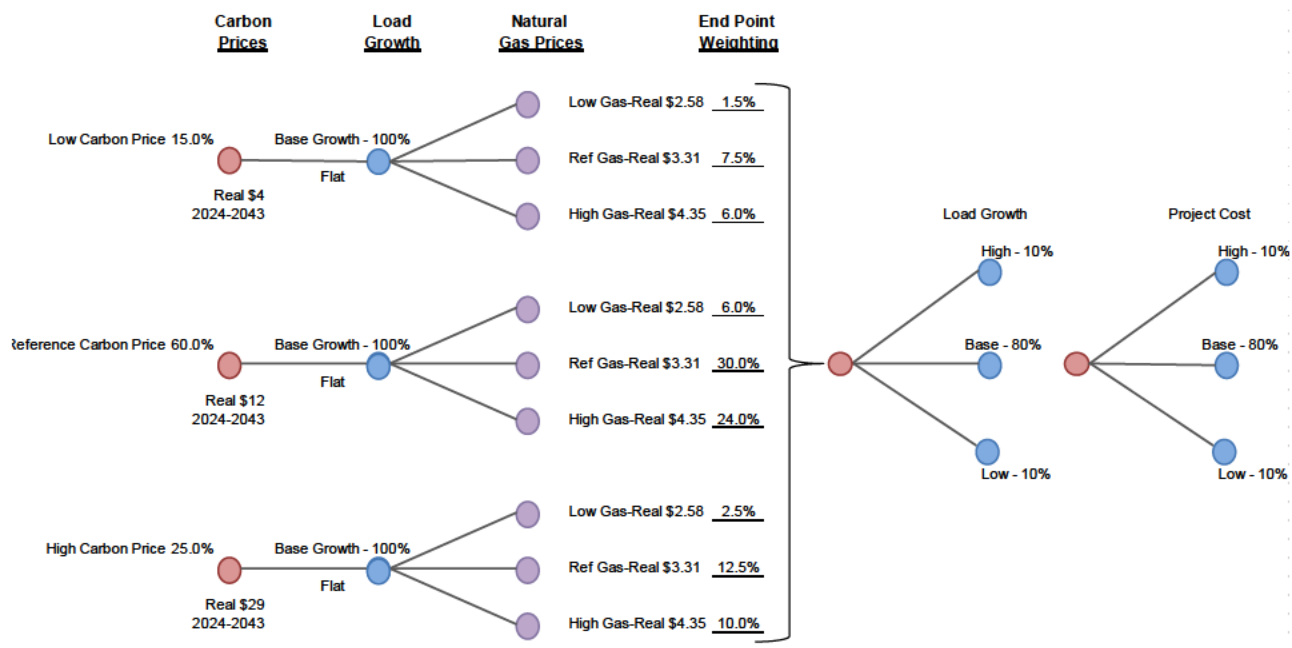 Carbon Prices
Load Growth
Natural Gas Prices
End Point Weighting
Low Carbon Price 15.0%
Real $4
2024-2043
Base Growth - 100%
Flat
Low Gas-Real $2.58 1.5%
Ref Gas-Real $3.31 7.5%
High Gas-Real $4.35 6.0%
Reference Carbon Price 60.0%
Real $12
2024-2043
Base Growth - 100%
Flat
Low Gas-Real $2.58 6.0%
Ref Gas-Real $3.31 30.0%
High Gas-Real $4.35 24.0%
High Carbon Price 25.0%
Real $29
2024-2043
Base Growth - 100%
Flat
Low Gas-Real $2.58 2.5%
Ref Gas-Real $3.31 12.5%
High Gas-Real $4.35 10.0%
Load Growth
High - 10%
Base - 80%
Low - 10%
Project Cost
High - 10%
Base - 80%
Low - 10%